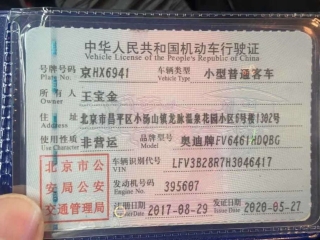 中华人民共和国机动车行驶证
Vehicle License of the People's Republic of China
号牌号码 京HX6941 车辆类型 小型普通客车
Plate No. Vehicle Type
所有人 王宝金
Owner
住址 北京市昌平区小汤山镇龙脉温泉花园小区6号楼1302号
Address
使用性质 非营运 品牌型号 奥迪牌FV6461HDQBG
Use Character Model
北京市公安局公安交通管理局
车辆识别代号 LFV3B28R7H3046417
VIN
发动机号码 395607
Engine No.
注册日期 2017-08-29 发证日期 2020-05-27
Register Date Issue Date